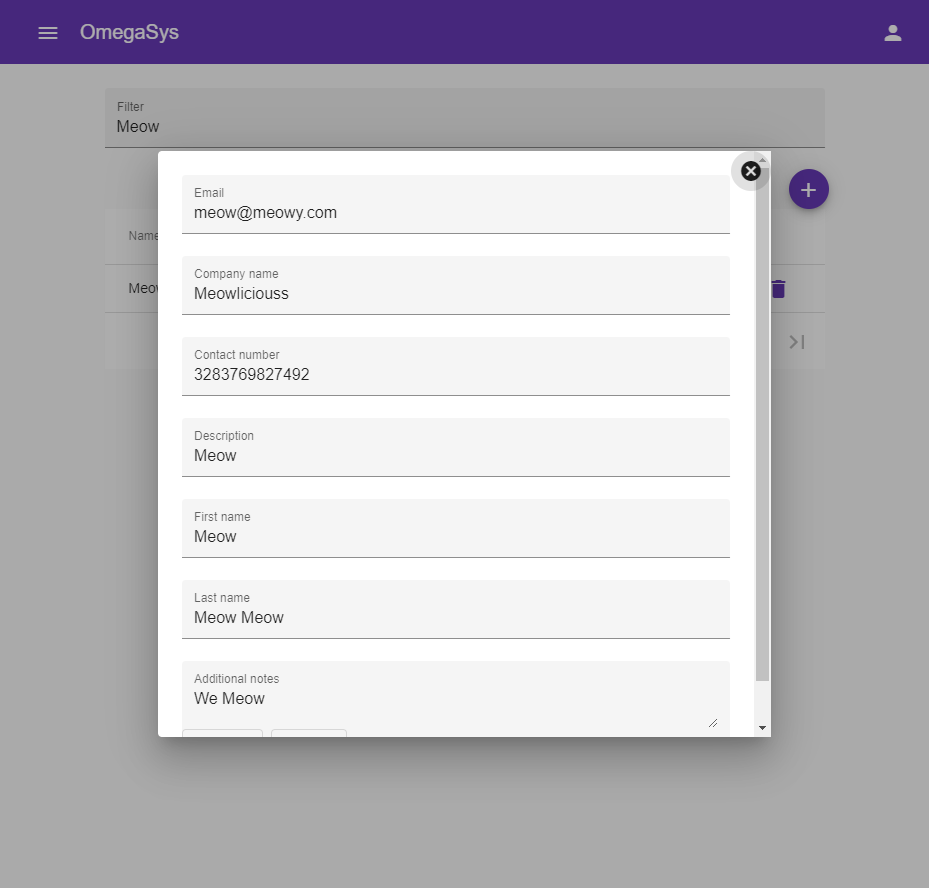 OmegaSys
Filter
Meow
Name
Email
meow@meowy.com
Company name
Meowliciouss
Contact number
3283769827492
Description
Meow
First name
Meow
Last name
Meow Meow
Additional notes
We Meow